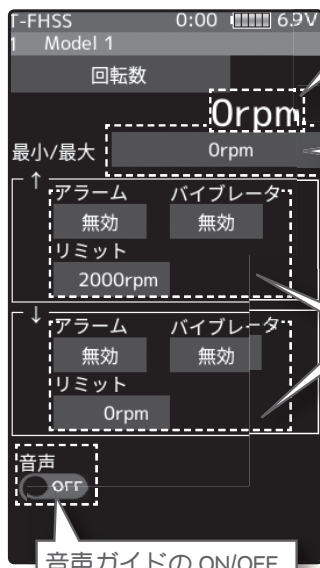 T-FHSS 0:00 6.9V
1 Model 1
回転数
0rpm
最小/最大 0rpm
↑
アラーム バイブレータ
無効 無効
リミット
2000rpm
↓
アラーム バイブレータ
無効 無効
リミット
0rpm
音声
OFF
音声ガイドの ON/OFF